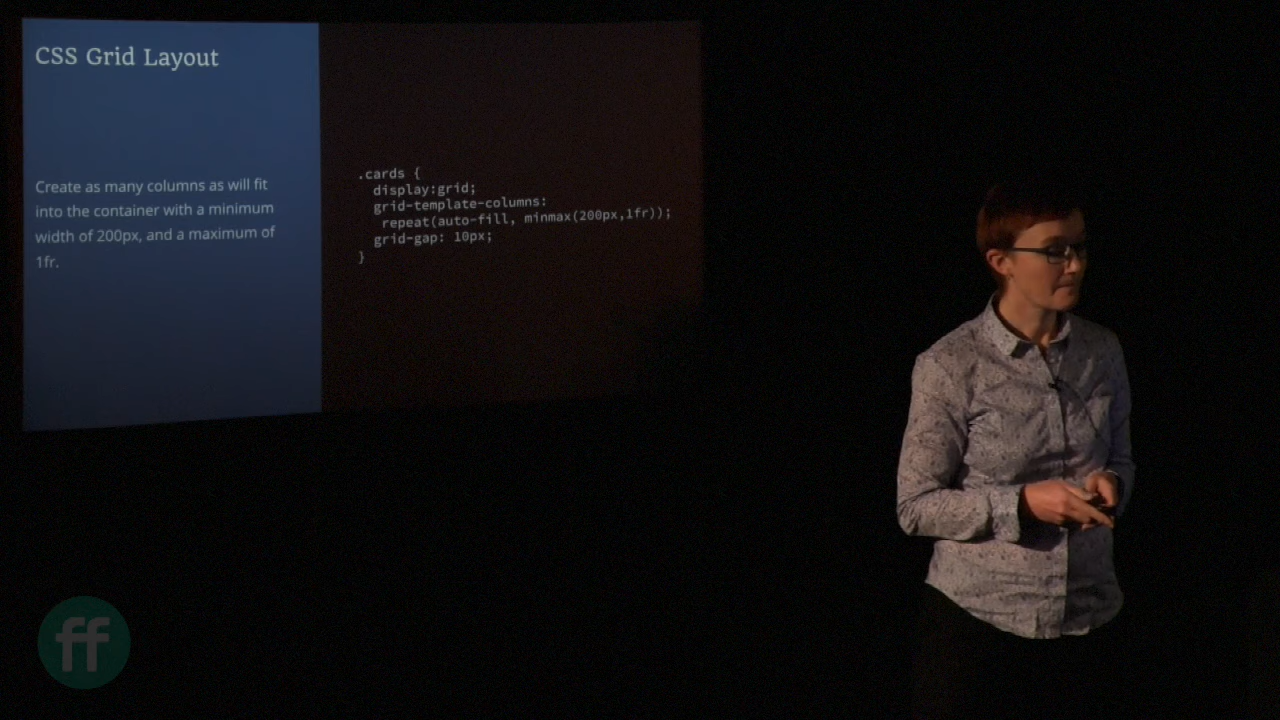 CSS Grid Layout
Create as many columns as will fit
into the container with a minimum
width of 200px, and a maximum of
1fr.
.cards {
display:grid;
grid-template-columns:
repeat(auto-fill, minmax(200px,1fr));
grid-gap: 10px;
}
ff